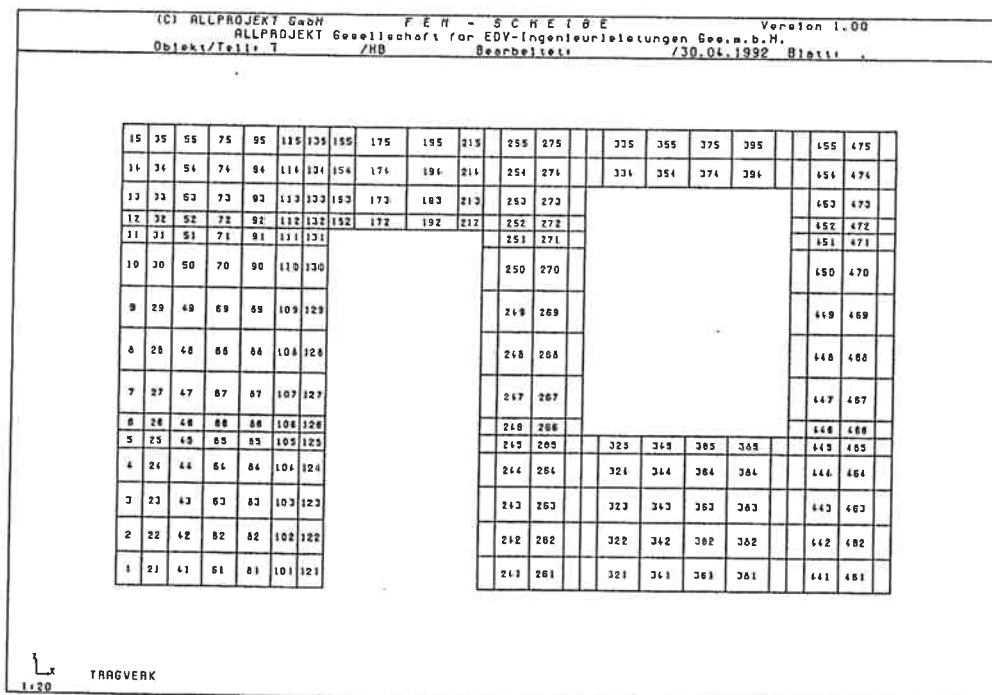 (C) ALLPROJEKT GmbH FEM - SCHEIBE Version 1.00
ALLPROJEKT Gesellschaft für EDV-Ingenieurleistungen Ges.m.b.H.
Objekt/Teil: T /HB Bearbeitet: /30.04.1992 Blatt: .
15 35 55 75 95 115 135 155 175 195 215 255 275 335 355 375 395 455 475
14 34 54 74 94 114 134 154 174 194 214 254 274 334 354 374 394 454 474
13 33 53 73 93 113 133 153 173 193 213 253 273 453 473
12 32 52 72 92 112 132 152 172 192 212 252 272 452 472
11 31 51 71 91 111 131 251 271 451 471
10 30 50 70 90 110 130 250 270 450 470
9 29 49 69 89 109 129 249 269 449 469
8 28 48 68 88 108 128 248 268 448 468
7 27 47 67 87 107 127 247 267 447 467
6 26 46 66 86 106 126 246 266 446 466
5 25 45 65 85 105 125 245 265 325 345 365 385 445 465
4 24 44 64 84 104 124 244 264 324 344 364 384 444 464
3 23 43 63 83 103 123 243 263 323 343 363 383 443 463
2 22 42 62 82 102 122 242 262 322 342 362 382 442 462
1 21 41 61 81 101 121 241 261 321 341 361 381 441 461
z
x
1:20 TRAGWERK